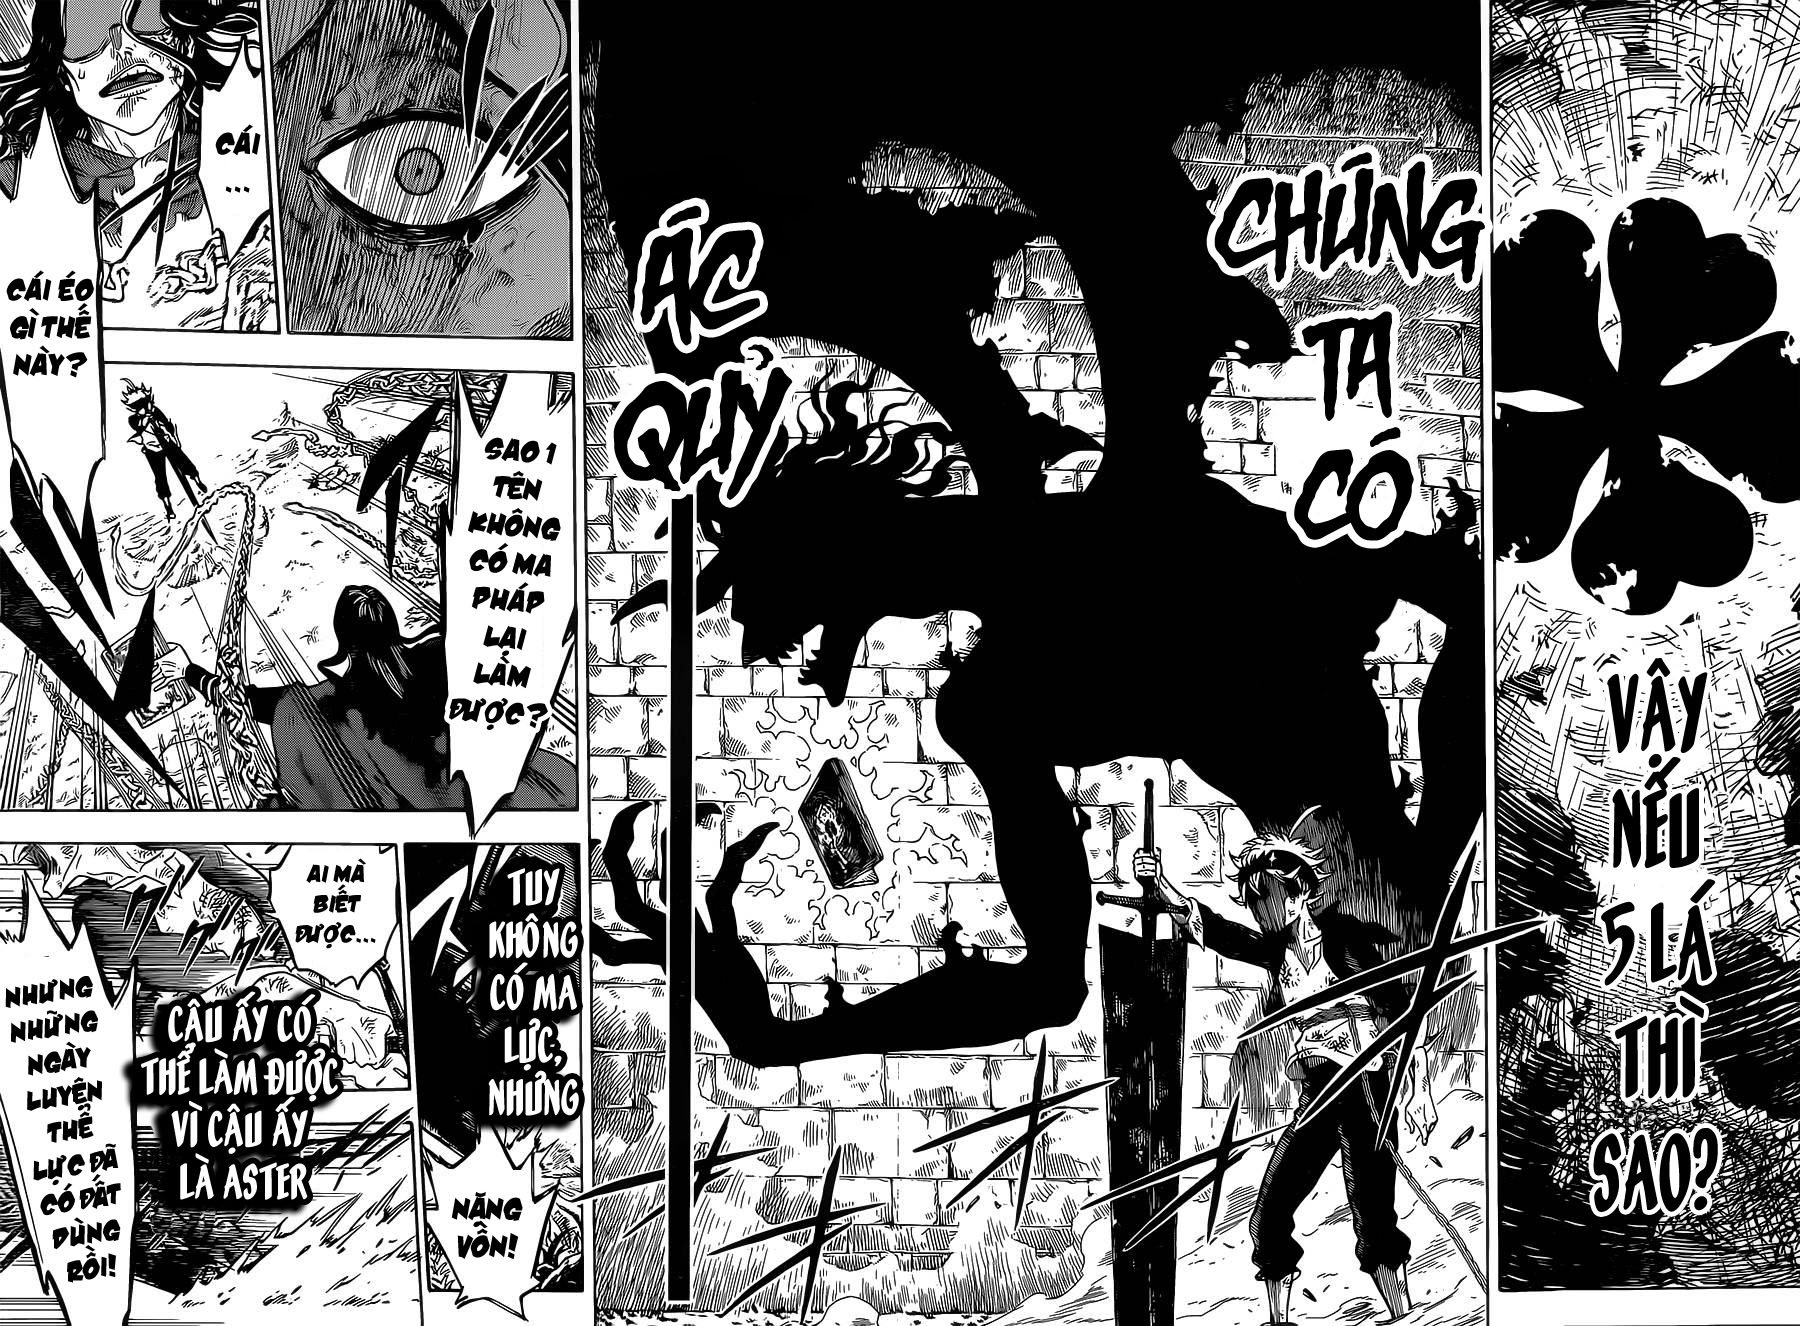 VẬY
NẾU
5 LÁ
THÌ
SAO?
CHÚNG
TA
CÓ
ÁC
QUỶ
CÁI
...
CÁI ÉO
GÌ THẾ
NÀY?
SAO 1
TÊN
KHÔNG
CÓ MA
PHÁP
LẠI
LÀM
ĐƯỢC?
TUY
KHÔNG
CÓ MA
LỰC,
NHƯNG
NĂNG
VỐN!
AI MÀ
BIẾT
ĐƯỢC...
CẬU ẤY CÓ
THỂ LÀM ĐƯỢC
VÌ CẬU ẤY
LÀ ASTER
NHƯNG
NHỮNG
NGÀY
LUYỆN
THỂ
LỰC ĐÃ
CÓ ĐẤT
DÙNG
RỒI!